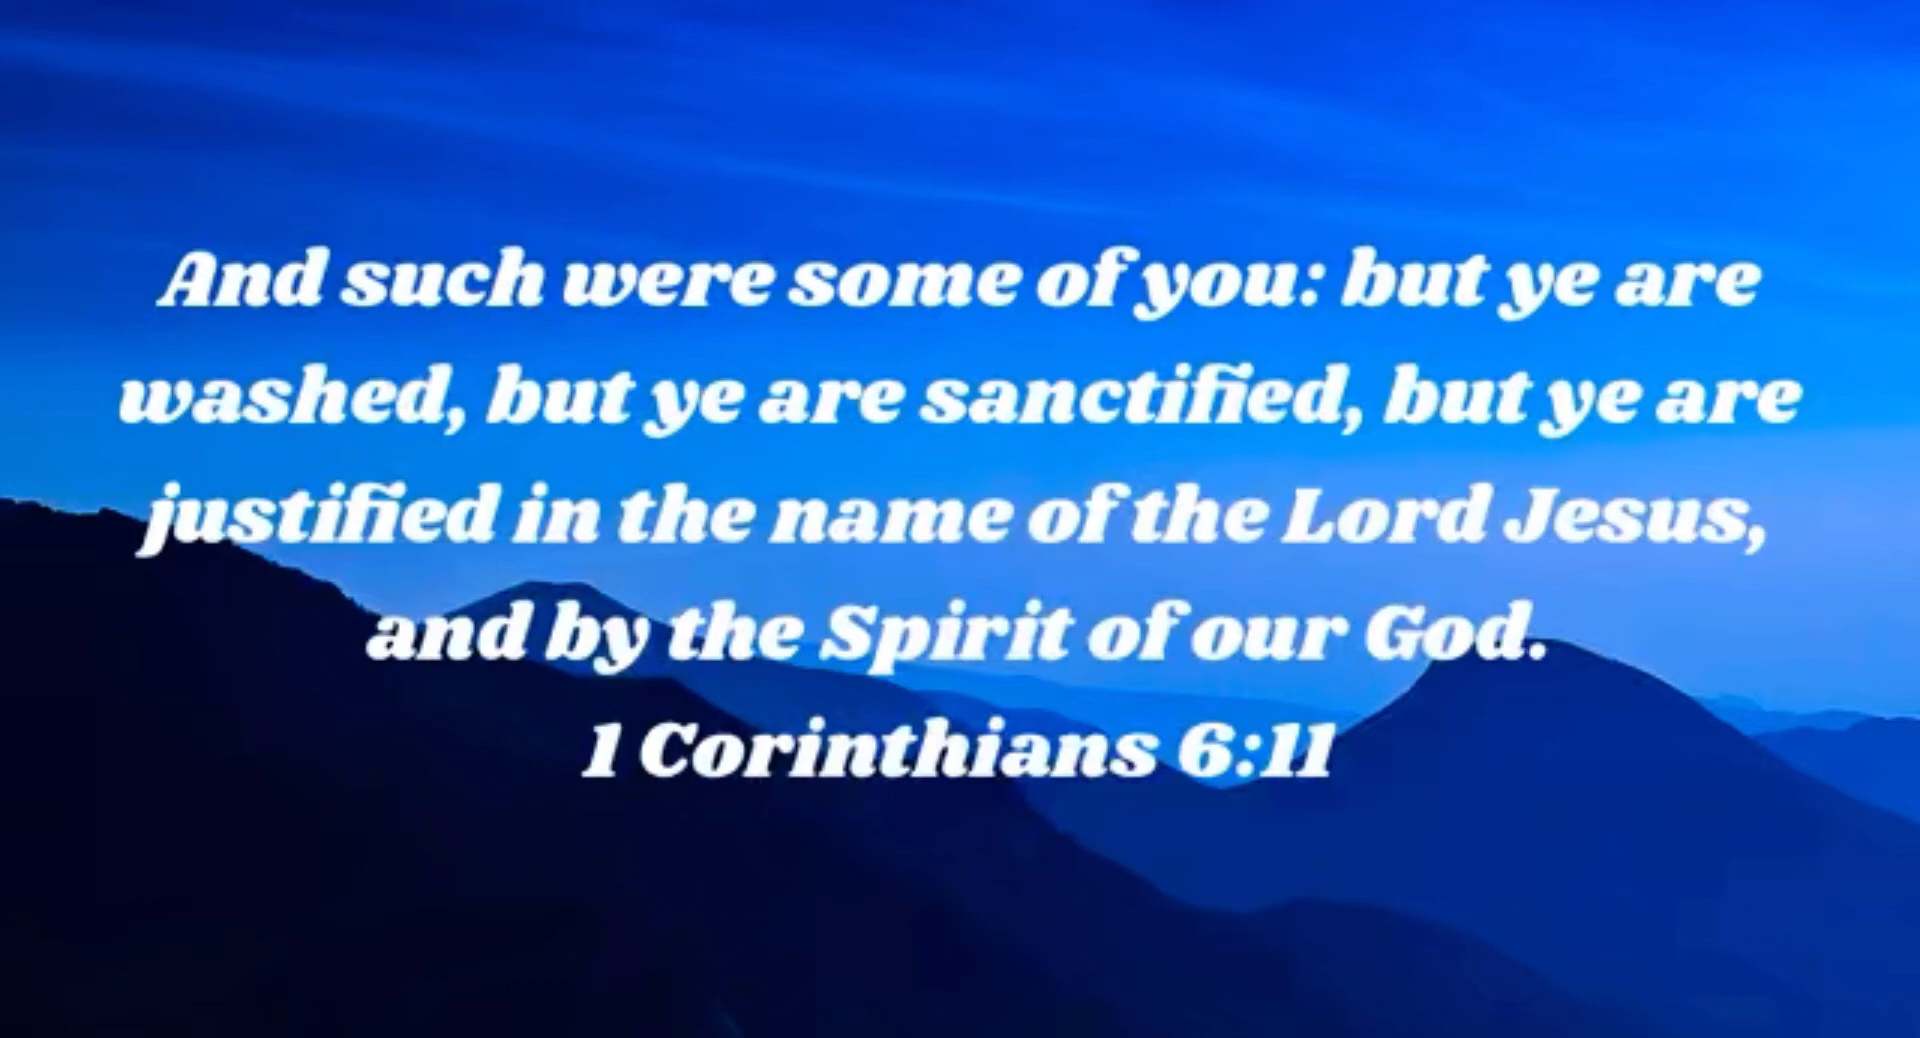 And such were some of you: but ye are
washed, but ye are sanctified, but ye are
justified in the name of the Lord Jesus,
and by the Spirit of our God.
1 Corinthians 6:11